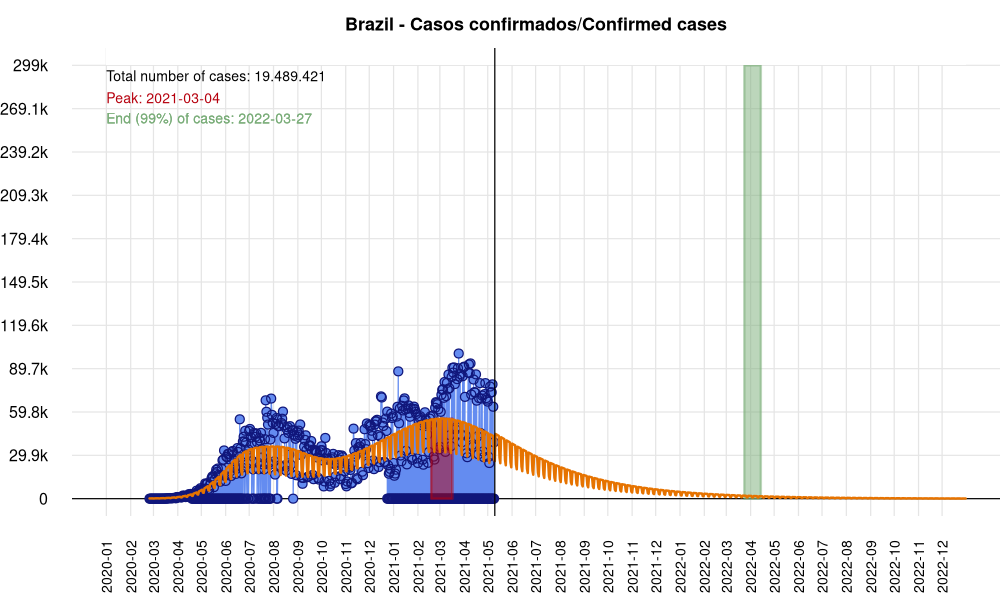 Brazil - Casos confirmados/Confirmed cases
299k
269.1k
239.2k
209.3k
179.4k
149.5k
119.6k
89.7k
59.8k
29.9k
0
Total number of cases: 19.489.421
Peak: 2021-03-04
End (99%) of cases: 2022-03-27
2020-01
2020-02
2020-03
2020-04
2020-05
2020-06
2020-07
2020-08
2020-09
2020-10
2020-11
2020-12
2021-01
2021-02
2021-03
2021-04
2021-05
2021-06
2021-07
2021-08
2021-09
2021-10
2021-11
2021-12
2022-01
2022-02
2022-03
2022-04
2022-05
2022-06
2022-07
2022-08
2022-09
2022-10
2022-11
2022-12